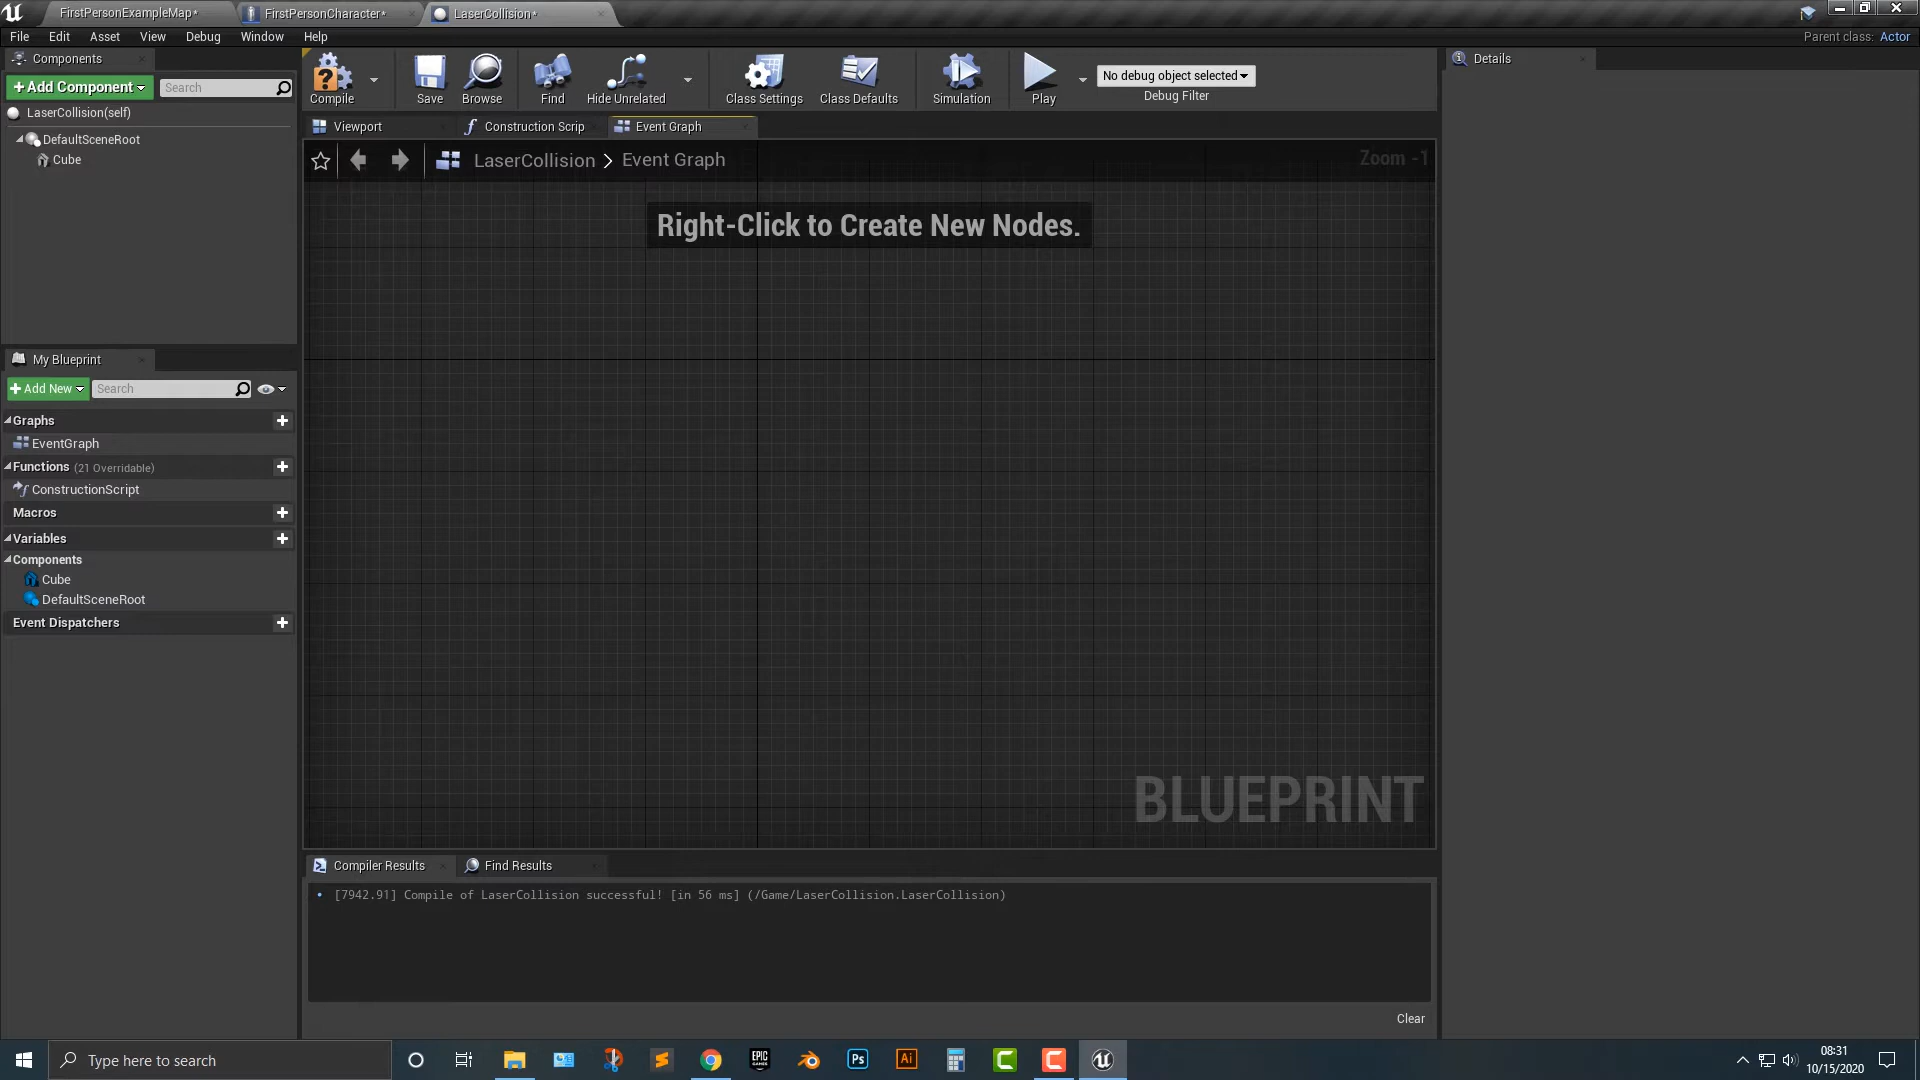 FirstPersonExampleMap*
FirstPersonCharacter*
LaserCollision*
File Edit Asset View Debug Window Help
Parent class: Actor
Components
+ Add Component
Search
LaserCollision(self)
DefaultSceneRoot
Cube
Compile
Save
Browse
Find
Hide Unrelated
Class Settings
Class Defaults
Simulation
Play
No debug object selected
Debug Filter
Details
Viewport
Construction Scrip
Event Graph
LaserCollision > Event Graph
Zoom -1
Right-Click to Create New Nodes.
BLUEPRINT
My Blueprint
+ Add New
Search
Graphs
EventGraph
Functions (21 Overridable)
ConstructionScript
Macros
Variables
Components
Cube
DefaultSceneRoot
Event Dispatchers
Compiler Results
Find Results
[7942.91] Compile of LaserCollision successful! [in 56 ms] (/Game/LaserCollision.LaserCollision)
Clear
Type here to search
EPIC
GAMES
Ps
Ai
08:31
10/15/2020